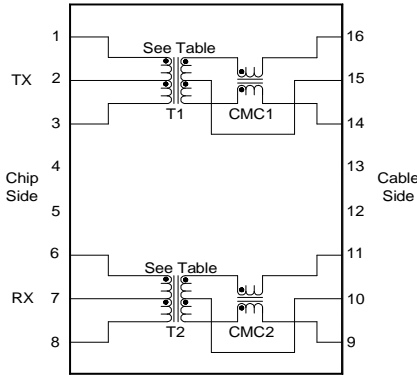 1
16
See Table
TX
2
15
T1
CMC1
3
14
4
13
Chip
Side
Cable
Side
5
12
6
11
See Table
RX
7
10
T2
CMC2
8
9